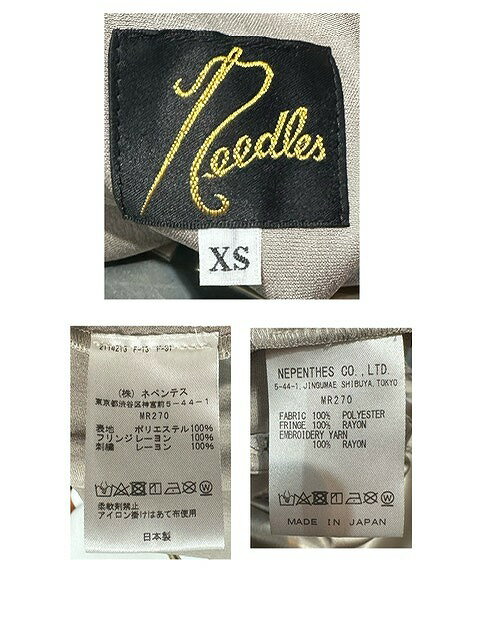 Needles
XS
(株) ネペンテス
東京都渋谷区神宮前5-44-1
MR270
表地 ポリエステル100%
フリンジ レーヨン 100%
刺繍 レーヨン 100%
柔軟剤禁止
アイロン掛けはあて布使用
日本製
NEPENTHES CO., LTD.
5-44-1, JINGUMAE SHIBUYA, TOKYO
MR270
FABRIC 100% POLYESTER
FRINGE 100% RAYON
EMBROIDERY YARN
100% RAYON
MADE IN JAPAN